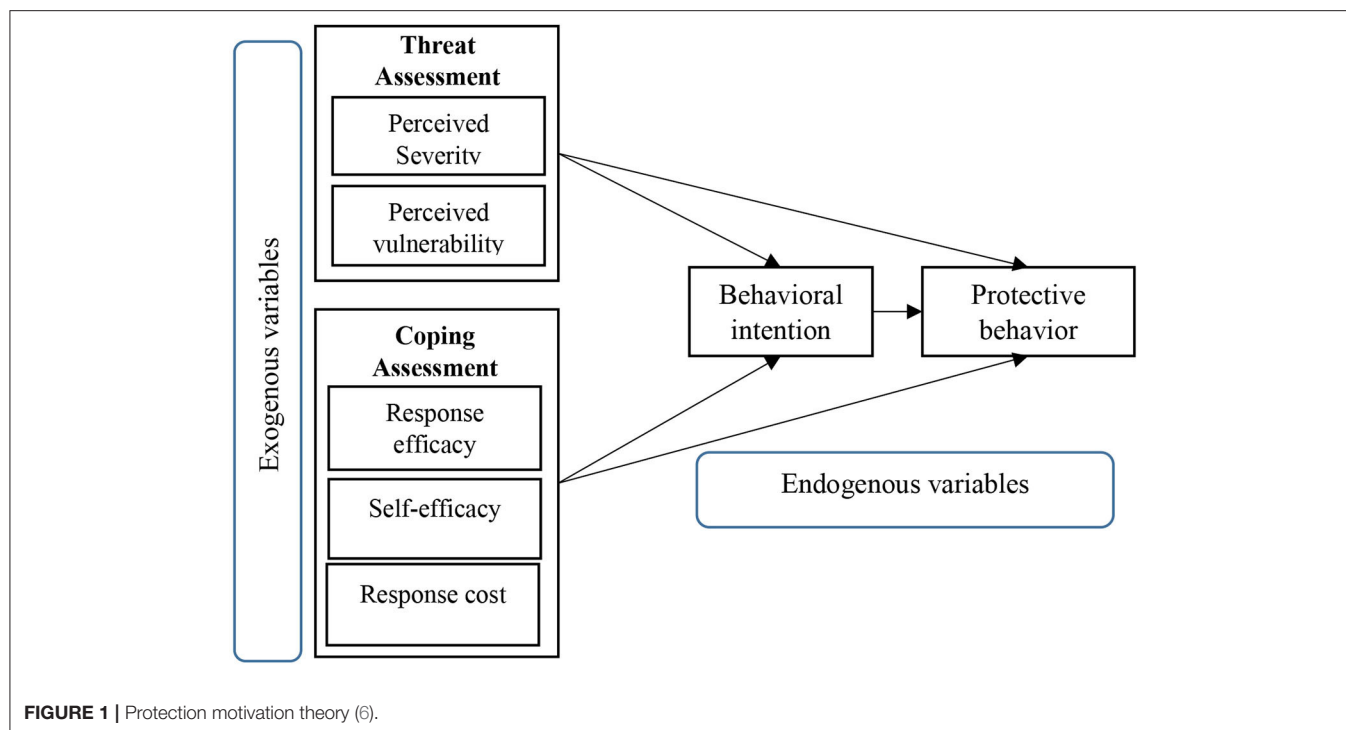 Exogenous variables
Threat
Assessment
Perceived
Severity
Perceived
vulnerability
Coping
Assessment
Response
efficacy
Self-efficacy
Response cost
Behavioral
intention
Protective
behavior
Endogenous variables
FIGURE 1 | Protection motivation theory (6).